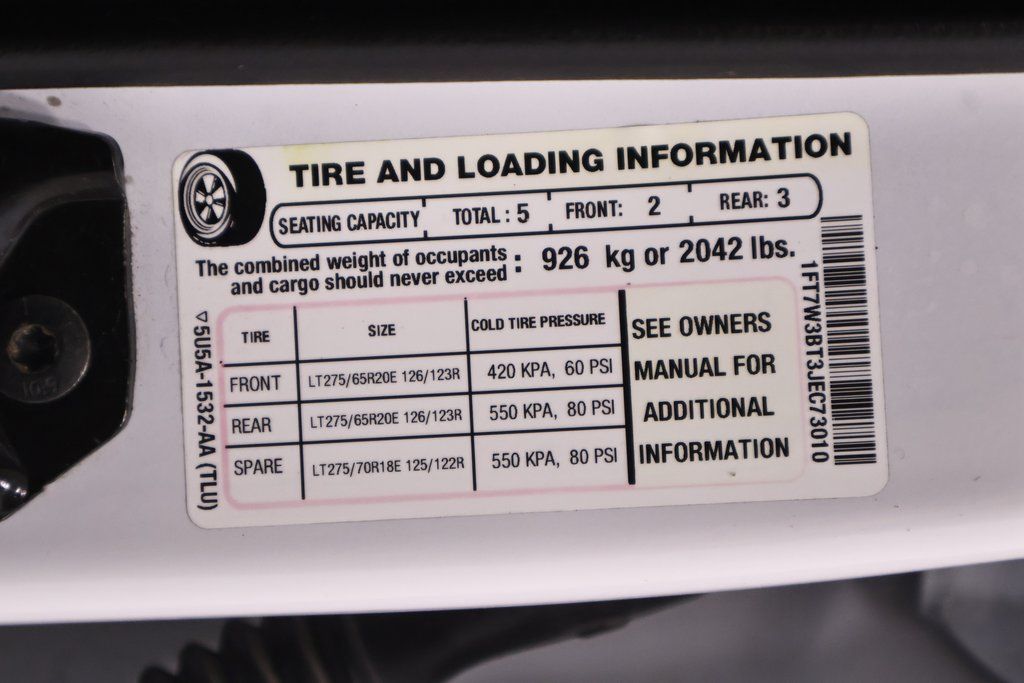 TIRE AND LOADING INFORMATION
SEATING CAPACITY TOTAL : 5 FRONT: 2 REAR: 3
The combined weight of occupants
and cargo should never exceed : 926 kg or 2042 lbs.
TIRE SIZE COLD TIRE PRESSURE
FRONT LT275/65R20E 126/123R 420 KPA, 60 PSI
REAR LT275/65R20E 126/123R 550 KPA, 80 PSI
SPARE LT275/70R18E 125/122R 550 KPA, 80 PSI
SEE OWNERS
MANUAL FOR
ADDITIONAL
INFORMATION
5U5A-1532-AA (TLU)
1FT7W3BT3JEC73010